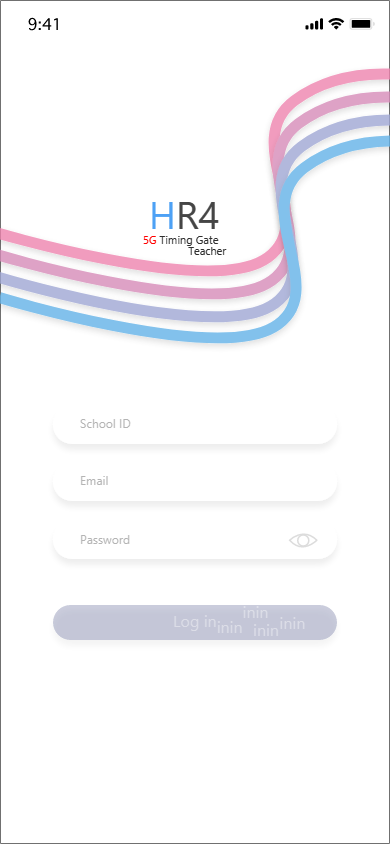 9:41
HR4
5G Timing Gate
Teacher
School ID
Email
Password
Log in
inin
inin
inin
inin